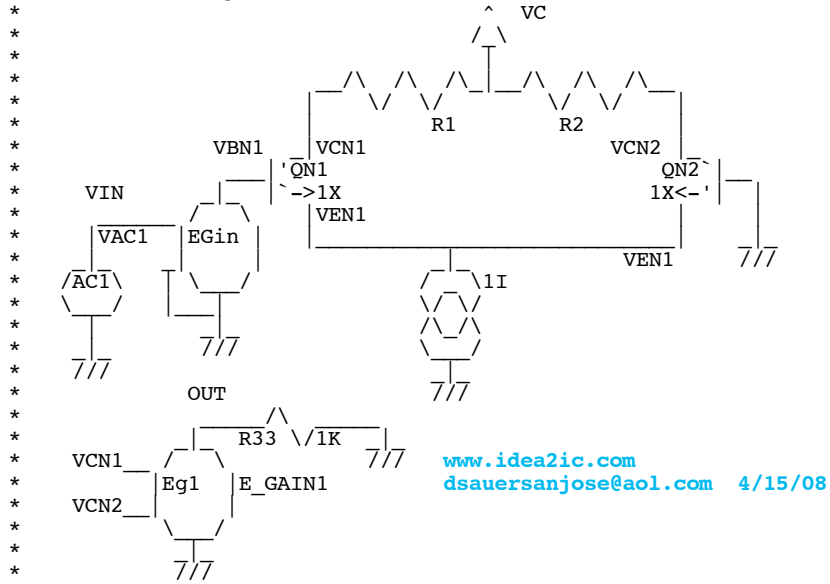 ^ VC
R1 R2
VBN1 VCN1 VCN2
QN1 QN2
VIN 1X 1X
VEN1
VAC1 EGin
VEN1
AC1 1I
OUT
R33 1K
VCN1 www.idea2ic.com
Eg1 E_GAIN1 dsauersanjose@aol.com 4/15/08
VCN2